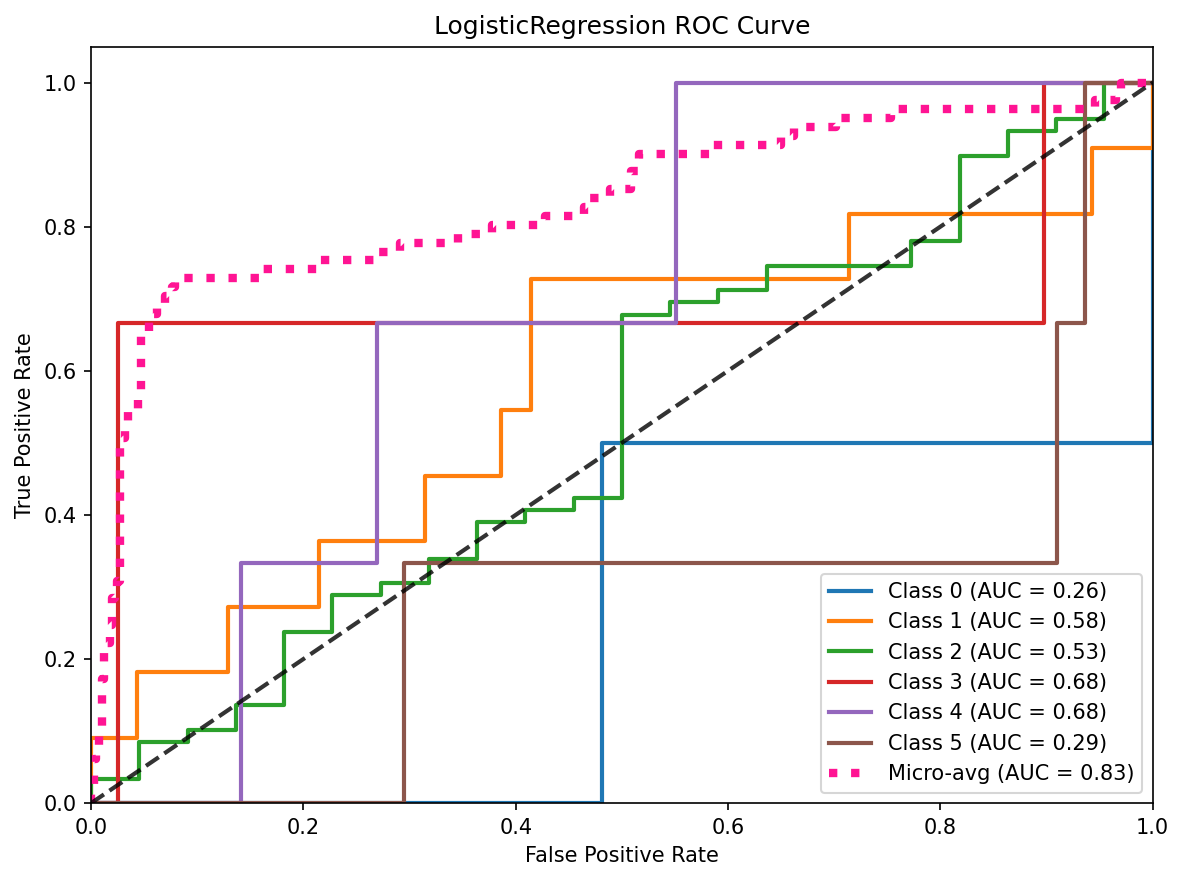 LogisticRegression ROC Curve
True Positive Rate
1.0
0.8
0.6
0.4
0.2
0.0
Class 0 (AUC = 0.26)
Class 1 (AUC = 0.58)
Class 2 (AUC = 0.53)
Class 3 (AUC = 0.68)
Class 4 (AUC = 0.68)
Class 5 (AUC = 0.29)
Micro-avg (AUC = 0.83)
0.0 0.2 0.4 0.6 0.8 1.0
False Positive Rate